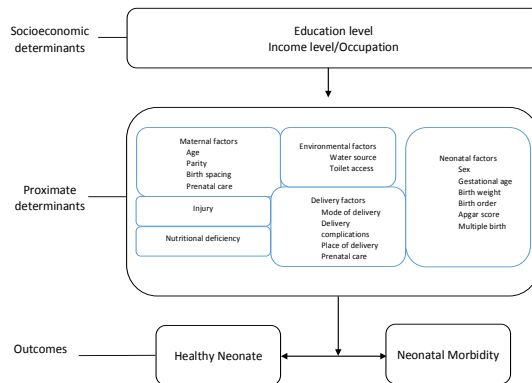 Socioeconomic
determinants
Education level
Income level/Occupation
Proximate
determinants
Maternal factors
Age
Parity
Birth spacing
Prenatal care
Injury
Nutritional deficiency
Environmental factors
Water source
Toilet access
Delivery factors
Mode of delivery
Delivery
complications
Place of delivery
Prenatal care
Neonatal factors
Sex
Gestational age
Birth weight
Birth order
Apgar score
Multiple birth
Outcomes
Healthy Neonate
Neonatal Morbidity